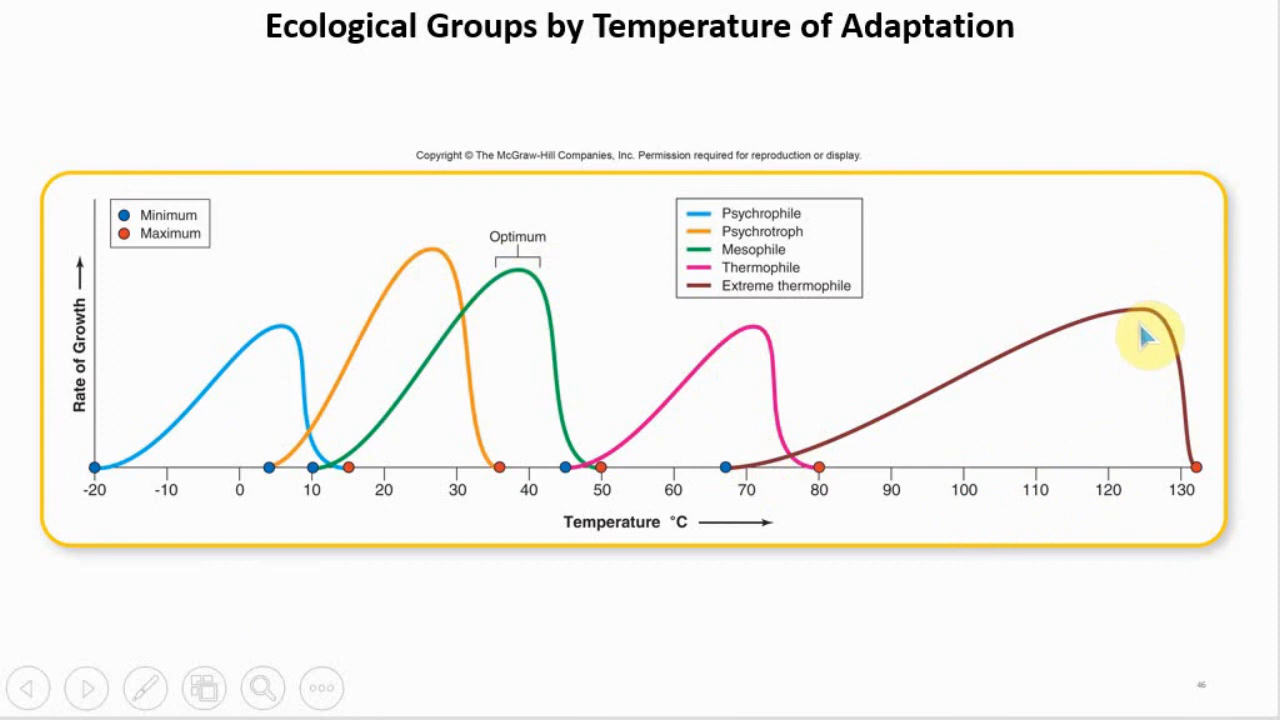 Ecological Groups by Temperature of Adaptation
Copyright © The McGraw-Hill Companies, Inc. Permission required for reproduction or display.
Minimum
Maximum
Optimum
Psychrophile
Psychrotroph
Mesophile
Thermophile
Extreme thermophile
Rate of Growth
-20 -10 0 10 20 30 40 50 60 70 80 90 100 110 120 130
Temperature °C
46